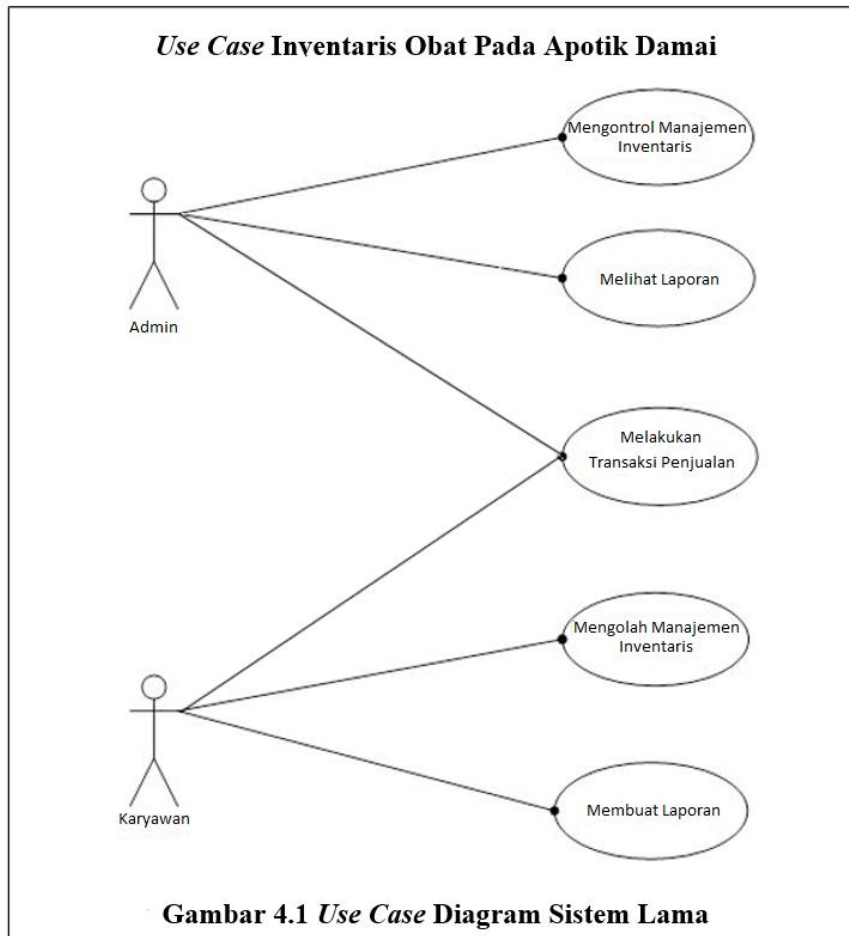 Use Case Inventaris Obat Pada Apotik Damai
Mengontrol Manajemen
Inventaris
Melihat Laporan
Admin
Melakukan
Transaksi Penjualan
Mengolah Manajemen
Inventaris
Karyawan
Membuat Laporan
Gambar 4.1 Use Case Diagram Sistem Lama